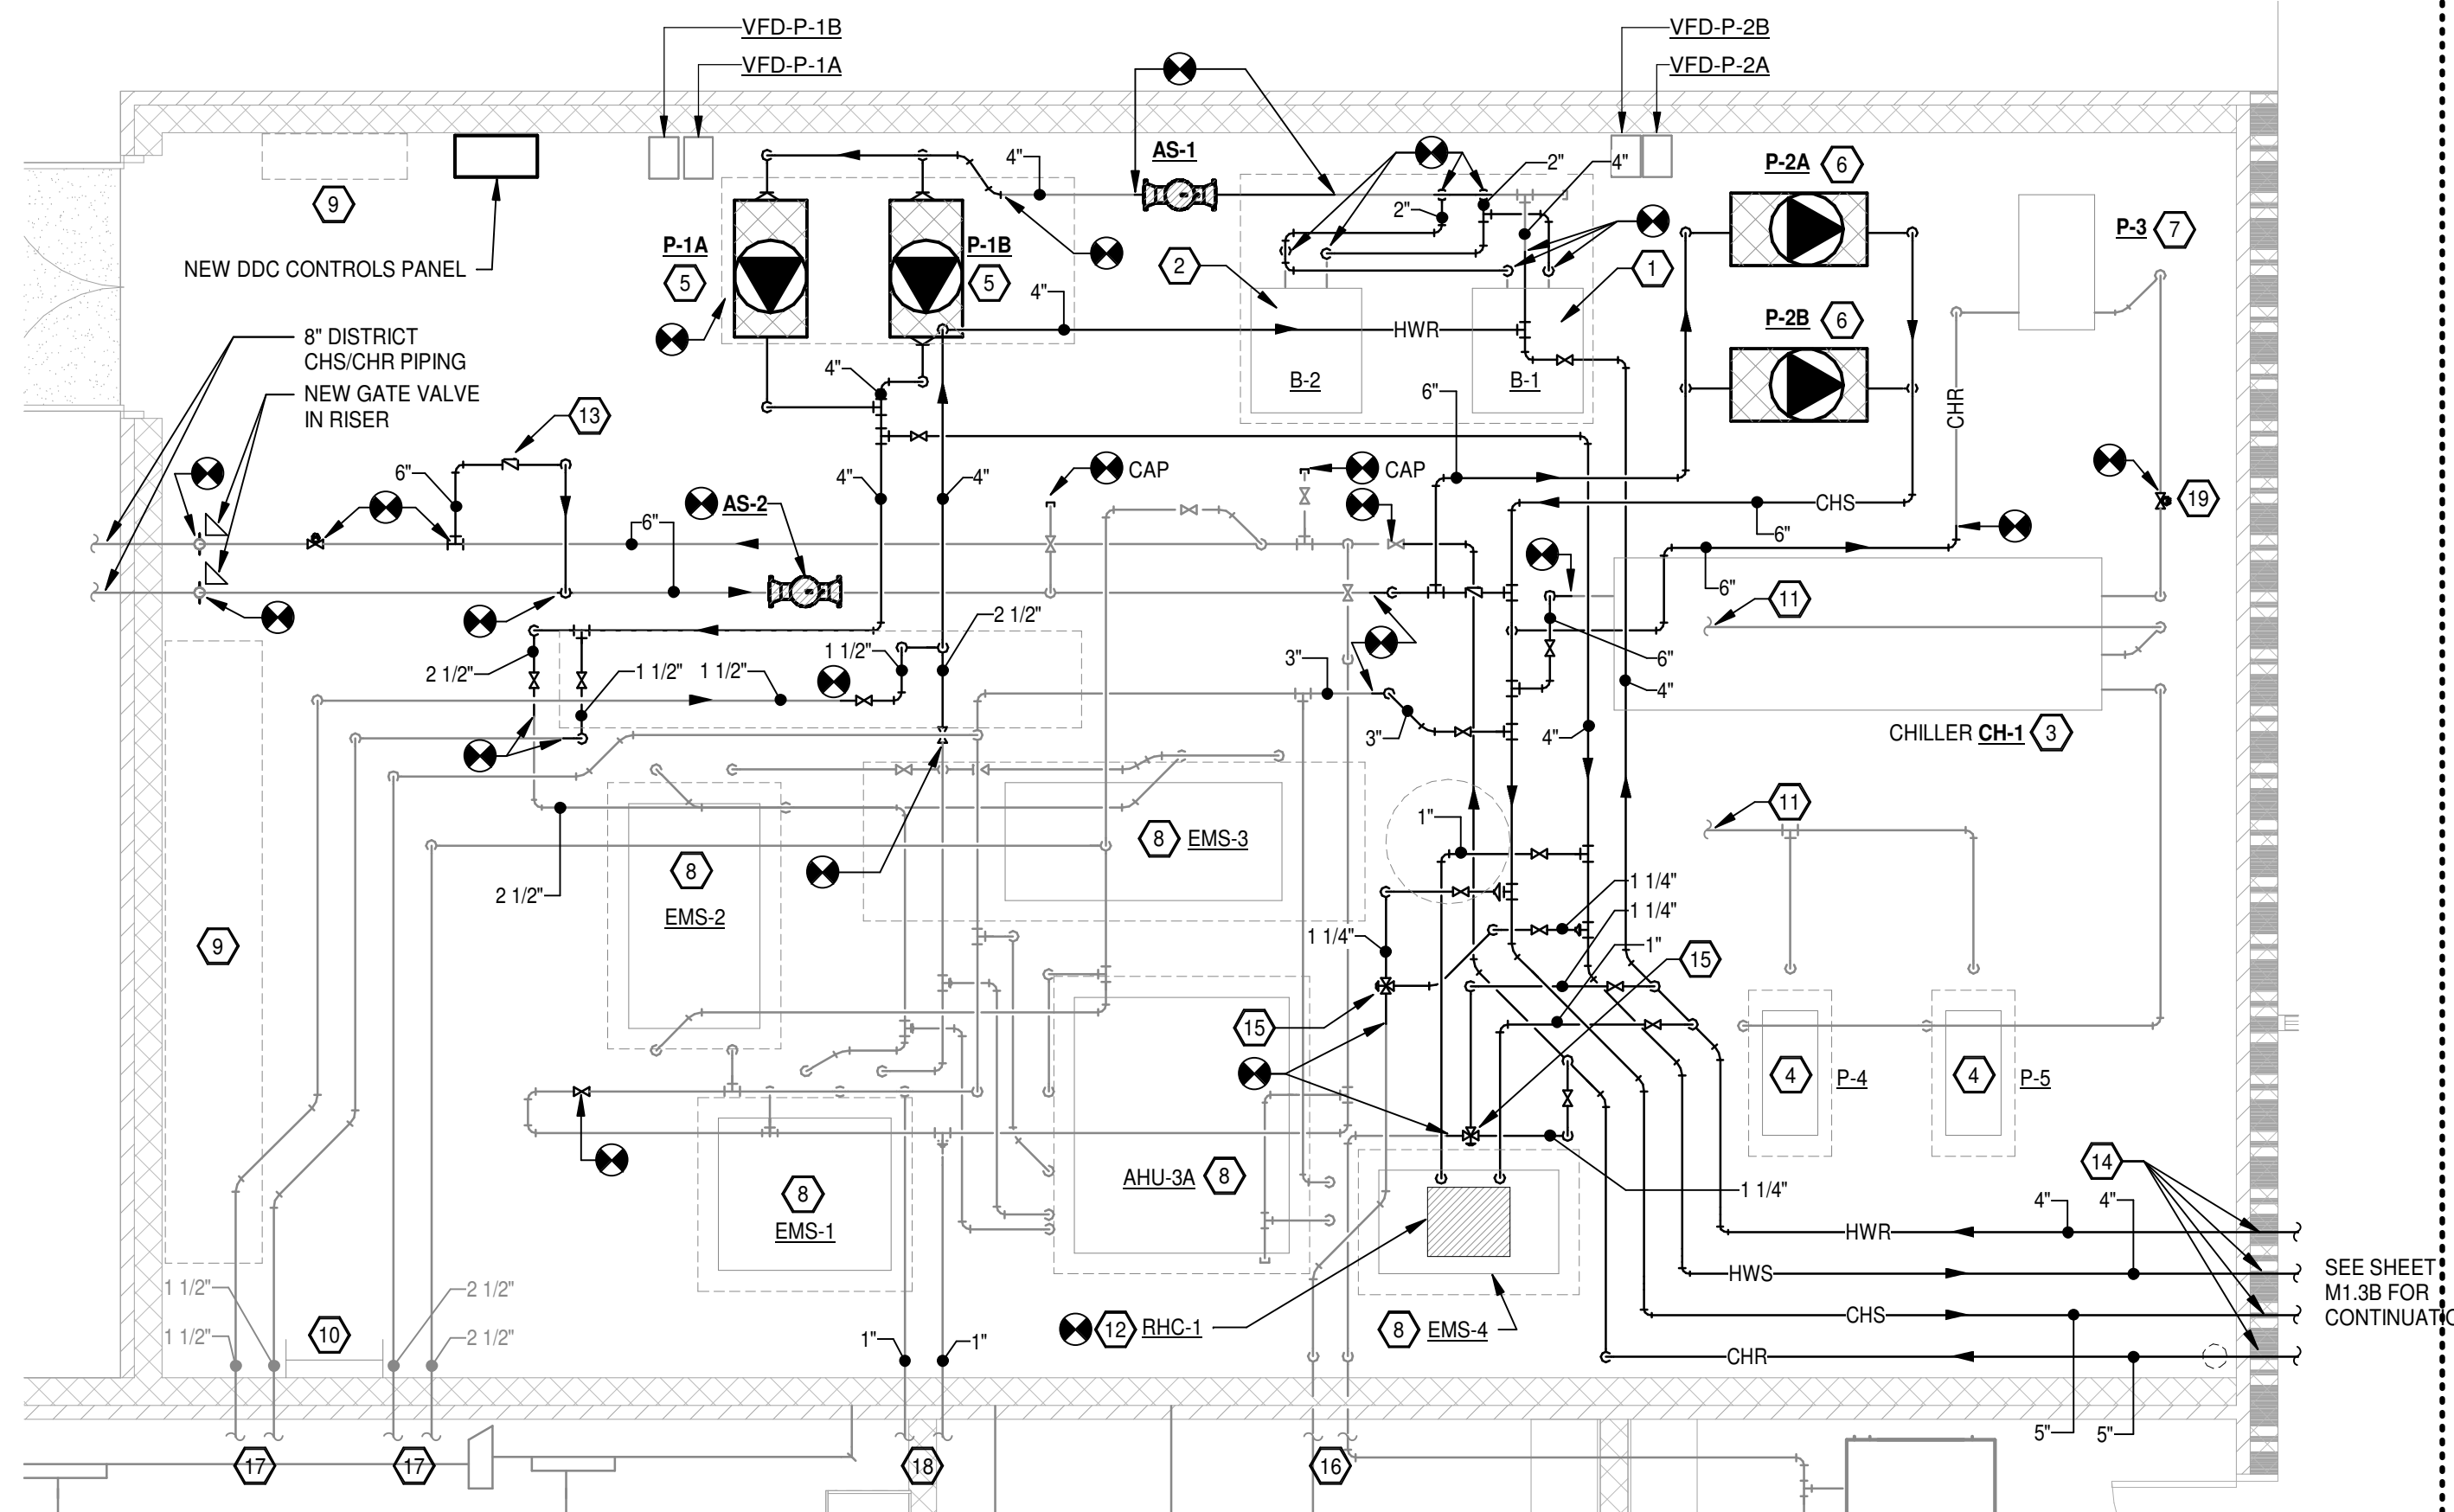 VFD-P-1B
VFD-P-2B
VFD-P-1A
VFD-P-2A
AS-1
4"
2"
4"
P-2A
6
9
2"
P-3
7
P-1A
P-1B
NEW DDC CONTROLS PANEL
5
5
2
1
4"
P-2B
6
8" DISTRICT
CHS/CHR PIPING
HWR
4"
B-2
B-1
NEW GATE VALVE
IN RISER
6"
CHR
13
CAP
CAP
6"
4"
4"
19
AS-2
CHS
6"
6"
6"
11
2 1/2"
2 1/2"
1 1/2"
1 1/2"
1 1/2"
3"
6"
4"
3"
4"
CHILLER CH-1
3
11
1"
8
EMS-3
8
EMS-2
2 1/2"
1 1/4"
1 1/4"
1 1/4"
1"
9
15
15
4
P-4
4
P-5
8
AHU-3A
8
EMS-1
14
1 1/4"
4"
4"
HWR
HWS
SEE SHEET
M1.3B FOR
CONTINUATIO
CHS
CHR
1 1/2"
2 1/2"
1 1/2"
2 1/2"
10
1"
1"
12
RHC-1
8
EMS-4
5"
5"
17
17
18
16